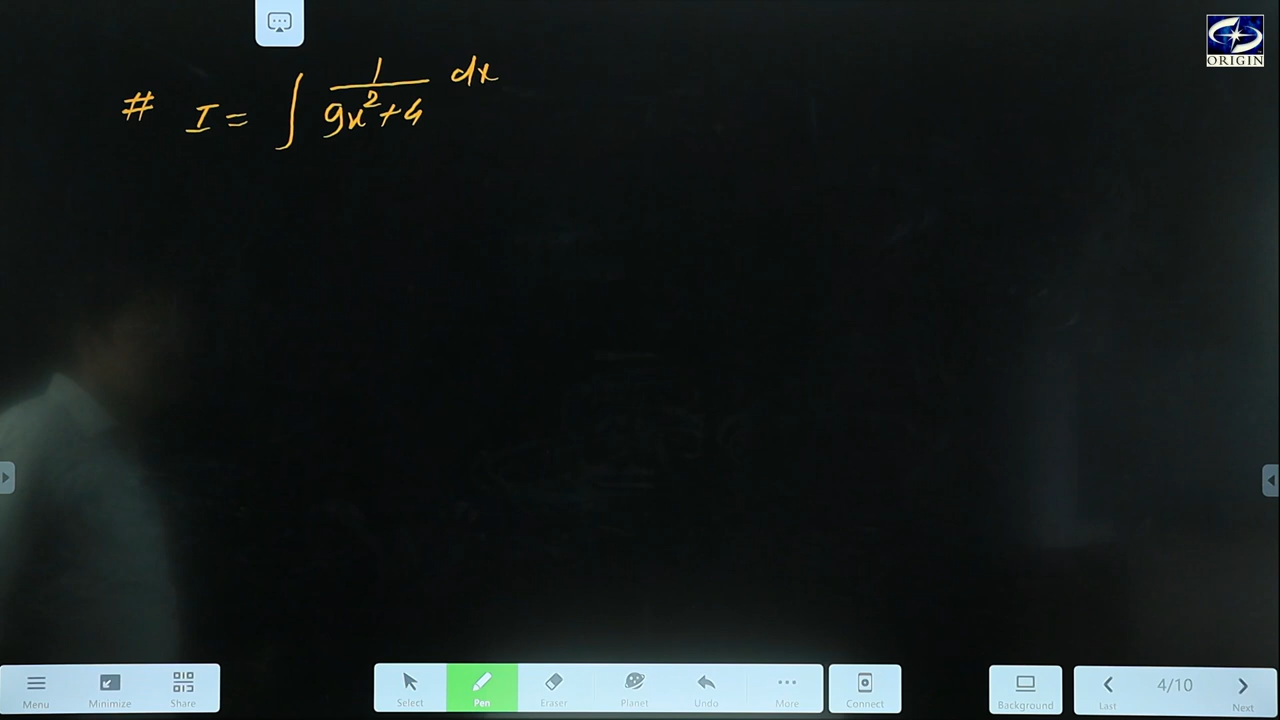 ORIGIN
# I = ∫ 1/(9x²+4) dx
4/10
Menu Minimize Share Select Pen Eraser Planet Undo More Connect Background Last Next